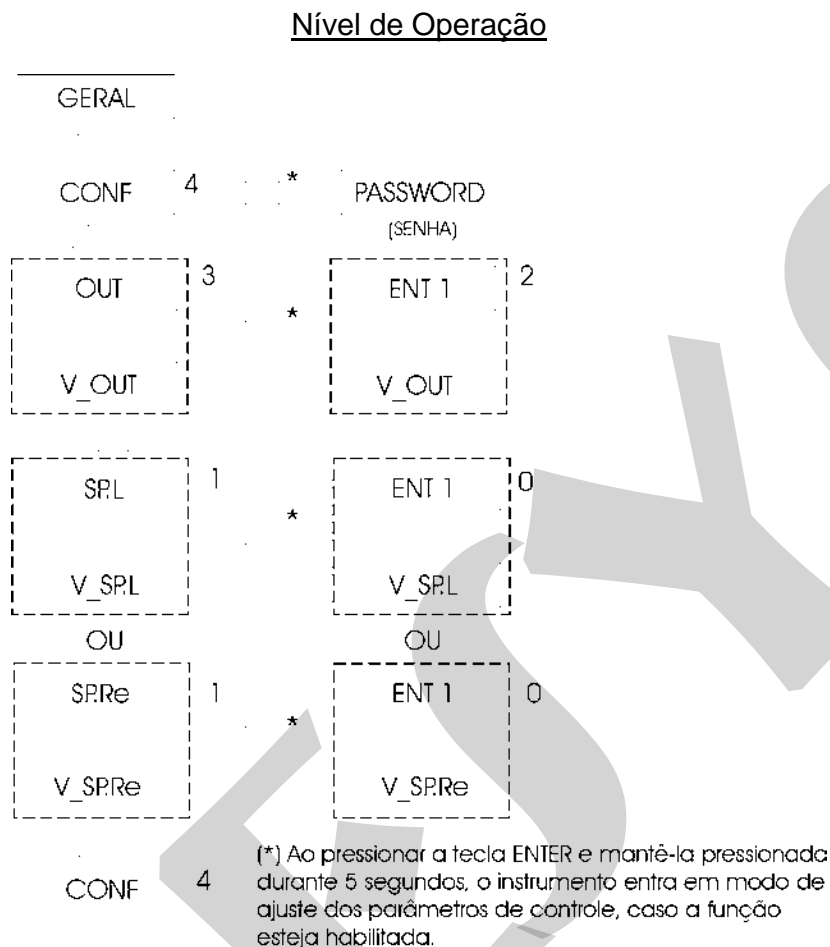 Nível de Operação
GERAL
CONF 4 * PASSWORD
(SENHA)
OUT 3 * ENT 1 2
V_OUT V_OUT
SP.L 1 * ENT 1 0
V_SP.L V_SP.L
OU OU
SP.Re 1 * ENT 1 0
V_SP.Re V_SP.Re
CONF 4
(*) Ao pressionar a tecla ENTER e mantê-la pressionada
durante 5 segundos, o instrumento entra em modo de
ajuste dos parâmetros de controle, caso a função
esteja habilitada.